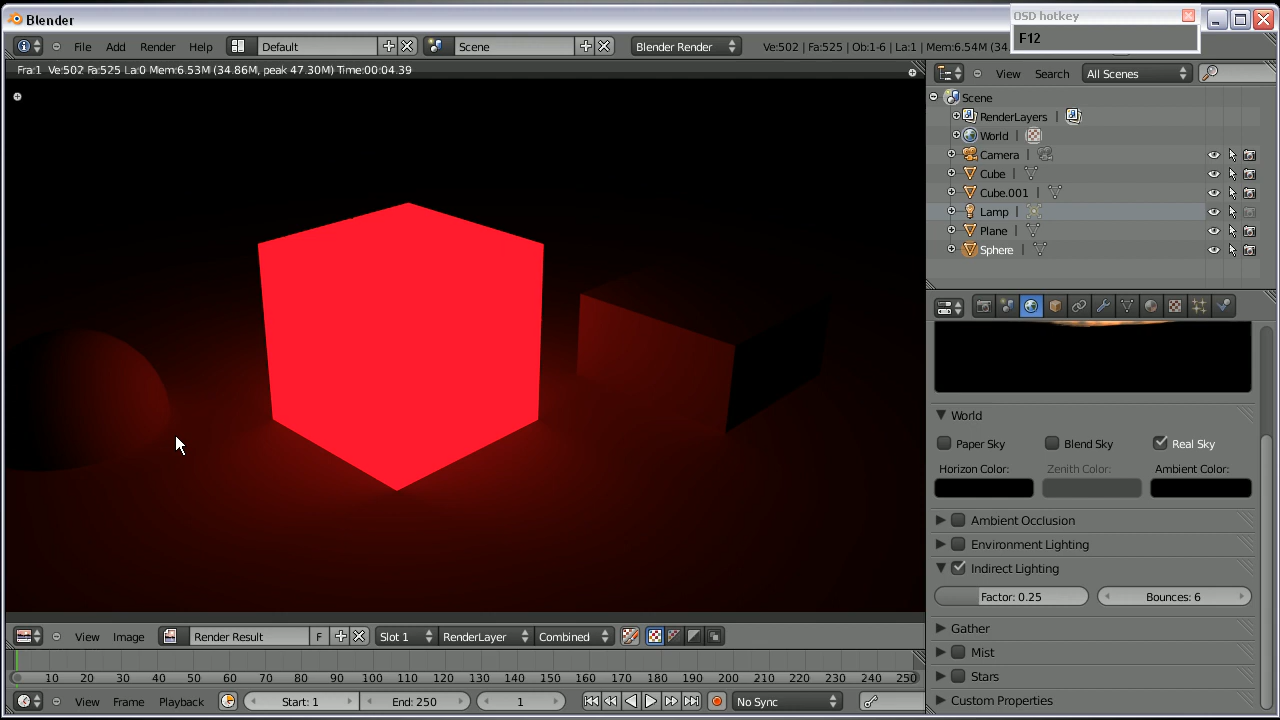 Blender
OSD hotkey
F12
File Add Render Help Default Scene Blender Render Ve:502 | Fa:525 | Ob:1-6 | La:1 | Mem:6.54M (34.
Fra:1 Ve:502 Fa:525 La:0 Mem:6.53M (34.86M, peak 47.30M) Time:00:04.39
View Search All Scenes
Scene
RenderLayers
World
Camera
Cube
Cube.001
Lamp
Plane
Sphere
World
Paper Sky Blend Sky Real Sky
Horizon Color: Zenith Color: Ambient Color:
Ambient Occlusion
Environment Lighting
Indirect Lighting
Factor: 0.25 Bounces: 6
Gather
Mist
Stars
Custom Properties
View Image Render Result F Slot 1 RenderLayer Combined
10 20 30 40 50 60 70 80 90 100 110 120 130 140 150 160 170 180 190 200 210 220 230 240 250
View Frame Playback Start: 1 End: 250 1 No Sync